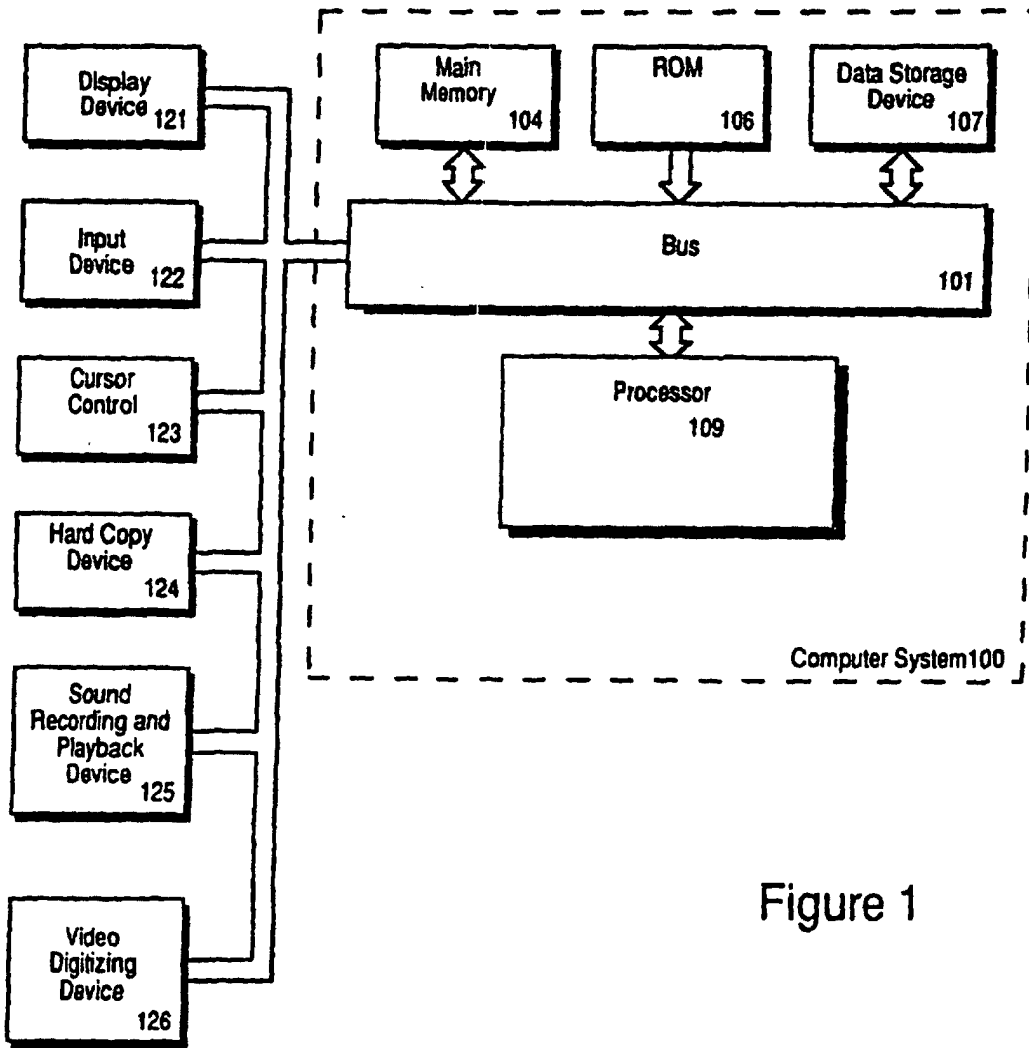 Display
Device
121
Input
Device
122
Cursor
Control
123
Hard Copy
Device
124
Sound
Recording and
Playback
Device
125
Video
Digitizing
Device
126
Main
Memory
104
ROM
106
Data Storage
Device
107
Bus
101
Processor
109
Computer System100
Figure 1